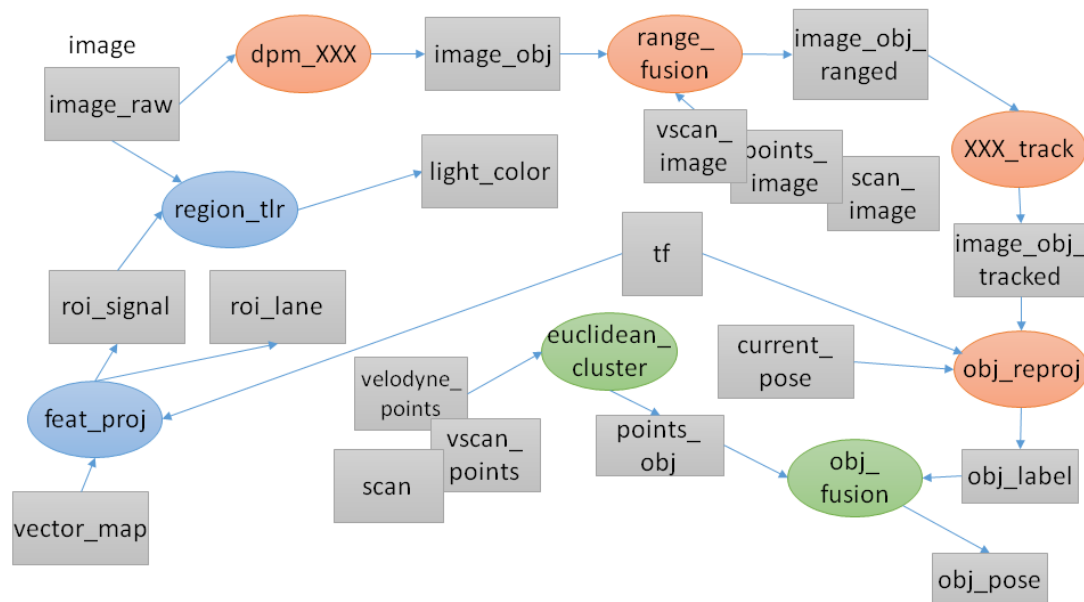 image
image_raw
dpm_XXX
image_obj
range_
fusion
image_obj_
ranged
vscan_
image
points_
image
scan_
image
XXX_track
light_color
region_tlr
image_obj_
tracked
tf
roi_signal
roi_lane
euclidean_
cluster
current_
pose
obj_reproj
velodyne_
points
feat_proj
vscan_
points
scan
points_
obj
obj_
fusion
obj_label
vector_map
obj_pose